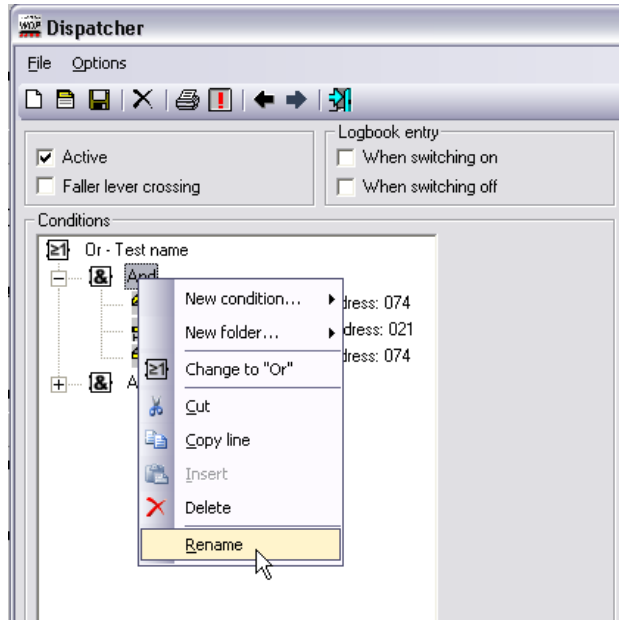 Dispatcher
File Options
Logbook entry
Active
When switching on
Faller lever crossing
When switching off
Conditions
≥1 Or - Test name
& And
New condition...
dress: 074
New folder...
dress: 021
≥1 Change to "Or"
dress: 074
& A
Cut
Copy line
Insert
Delete
Rename